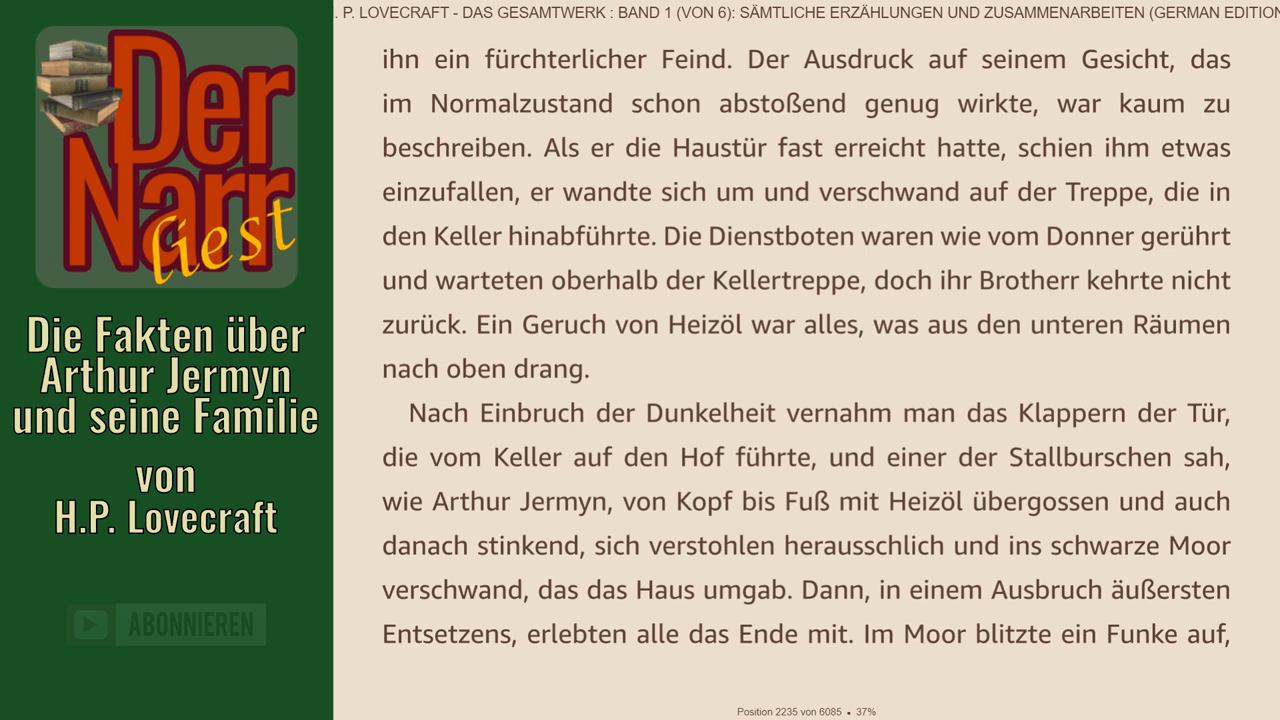 Der
Narr
liest
Die Fakten über
Arthur Jermyn
und seine Familie
von
H.P. Lovecraft
ABONNIEREN
. P. LOVECRAFT - DAS GESAMTWERK : BAND 1 (VON 6): SÄMTLICHE ERZÄHLUNGEN UND ZUSAMMENARBEITEN (GERMAN EDITION
ihn ein fürchterlicher Feind. Der Ausdruck auf seinem Gesicht, das
im Normalzustand schon abstoßend genug wirkte, war kaum zu
beschreiben. Als er die Haustür fast erreicht hatte, schien ihm etwas
einzufallen, er wandte sich um und verschwand auf der Treppe, die in
den Keller hinabführte. Die Dienstboten waren wie vom Donner gerührt
und warteten oberhalb der Kellertreppe, doch ihr Brotherr kehrte nicht
zurück. Ein Geruch von Heizöl war alles, was aus den unteren Räumen
nach oben drang.
Nach Einbruch der Dunkelheit vernahm man das Klappern der Tür,
die vom Keller auf den Hof führte, und einer der Stallburschen sah,
wie Arthur Jermyn, von Kopf bis Fuß mit Heizöl übergossen und auch
danach stinkend, sich verstohlen herausschlich und ins schwarze Moor
verschwand, das das Haus umgab. Dann, in einem Ausbruch äußersten
Entsetzens, erlebten alle das Ende mit. Im Moor blitzte ein Funke auf,
Position 2235 von 6085 • 37%